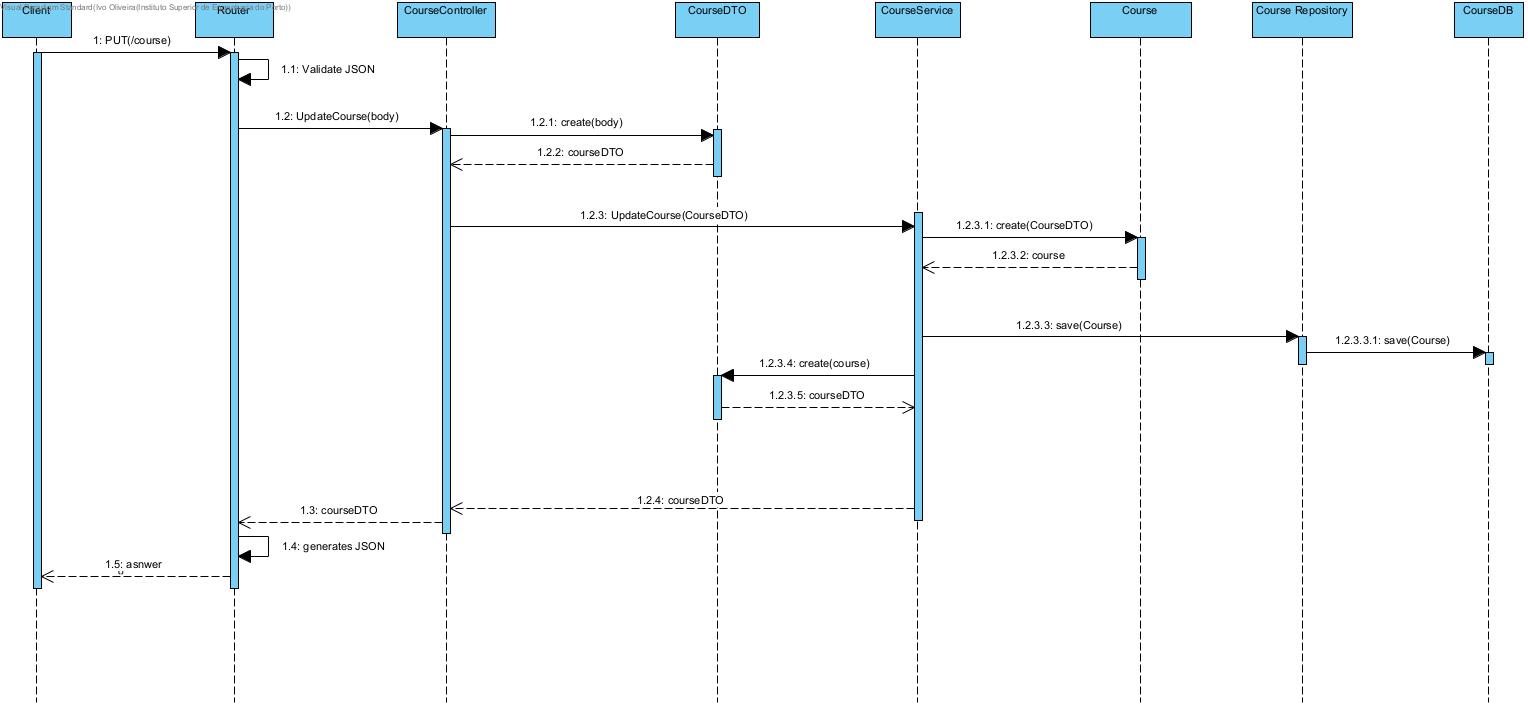 Visual Paradigm Standard(Ivo Oliveira(Instituto Superior de Engenharia do Porto))
Client
Router
CourseController
CourseDTO
CourseService
Course
Course Repository
CourseDB
1: PUT(/course)
1.1: Validate JSON
1.2: UpdateCourse(body)
1.2.1: create(body)
1.2.2: courseDTO
1.2.3: UpdateCourse(CourseDTO)
1.2.3.1: create(CourseDTO)
1.2.3.2: course
1.2.3.3: save(Course)
1.2.3.3.1: save(Course)
1.2.3.4: create(course)
1.2.3.5: courseDTO
1.2.4: courseDTO
1.3: courseDTO
1.4: generates JSON
1.5: asnwer